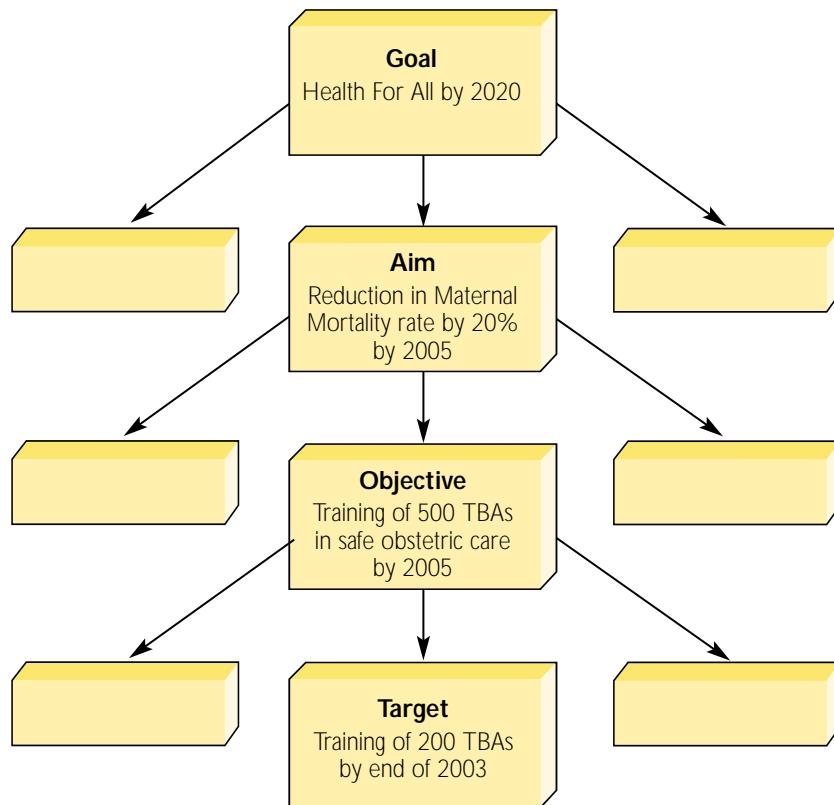 Goal
Health For All by 2020
Aim
Reduction in Maternal
Mortality rate by 20%
by 2005
Objective
Training of 500 TBAs
in safe obstetric care
by 2005
Target
Training of 200 TBAs
by end of 2003